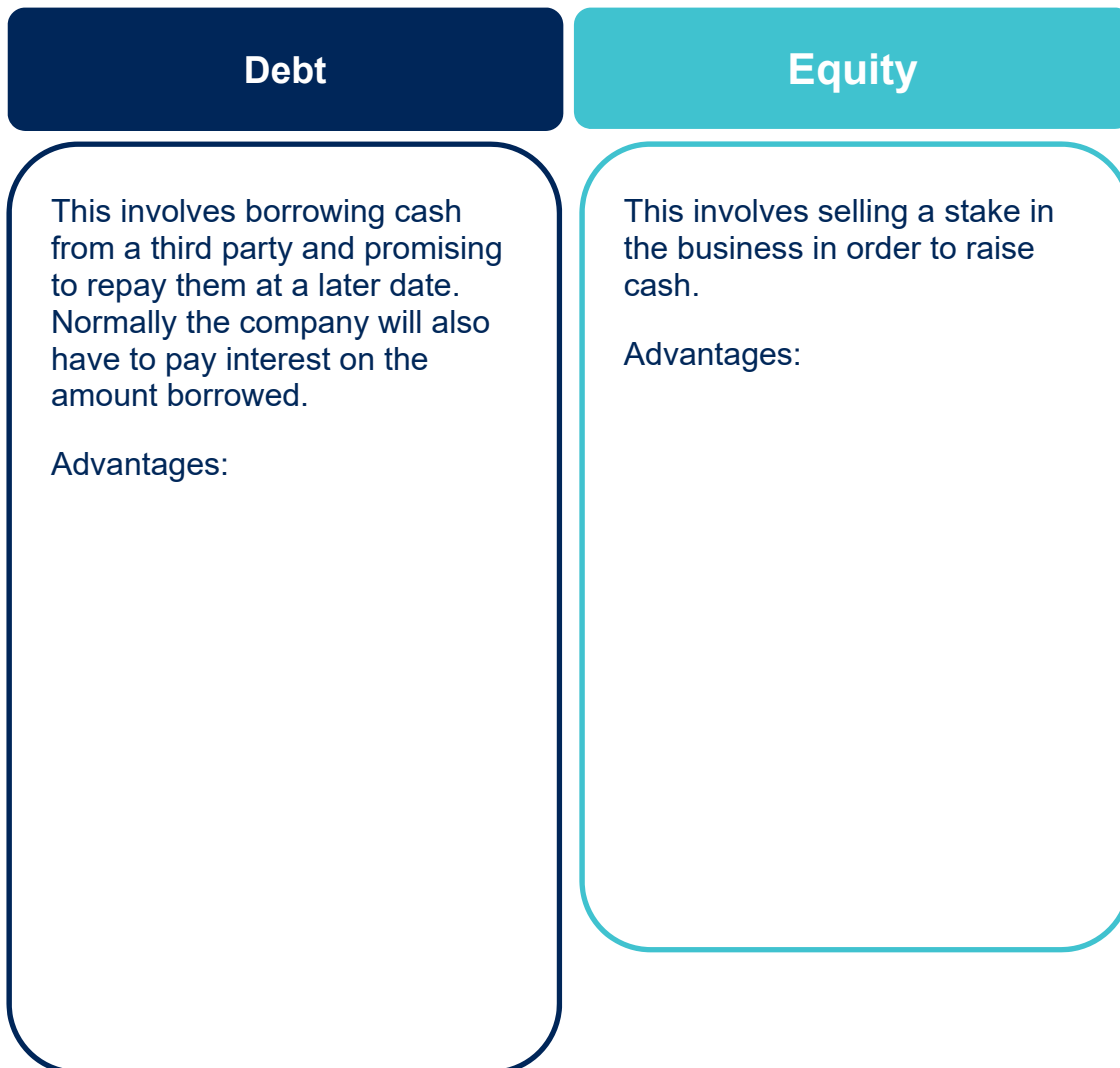 Debt
This involves borrowing cash
from a third party and promising
to repay them at a later date.
Normally the company will also
have to pay interest on the
amount borrowed.
Advantages:
Equity
This involves selling a stake in
the business in order to raise
cash.
Advantages: